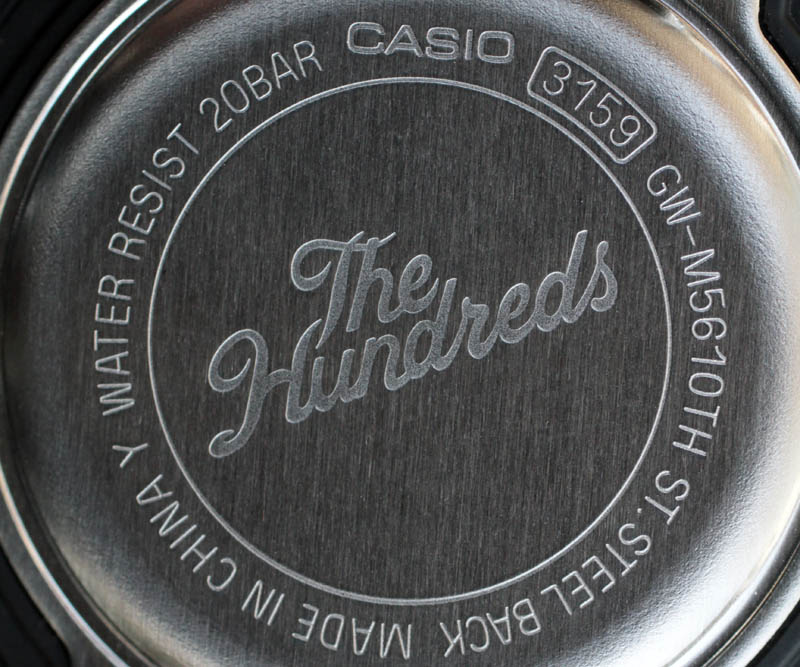 CASIO
3159
GW-M5610TH ST. STEEL BACK MADE IN CHINA Y WATER RESIST 20BAR
The
Hundreds